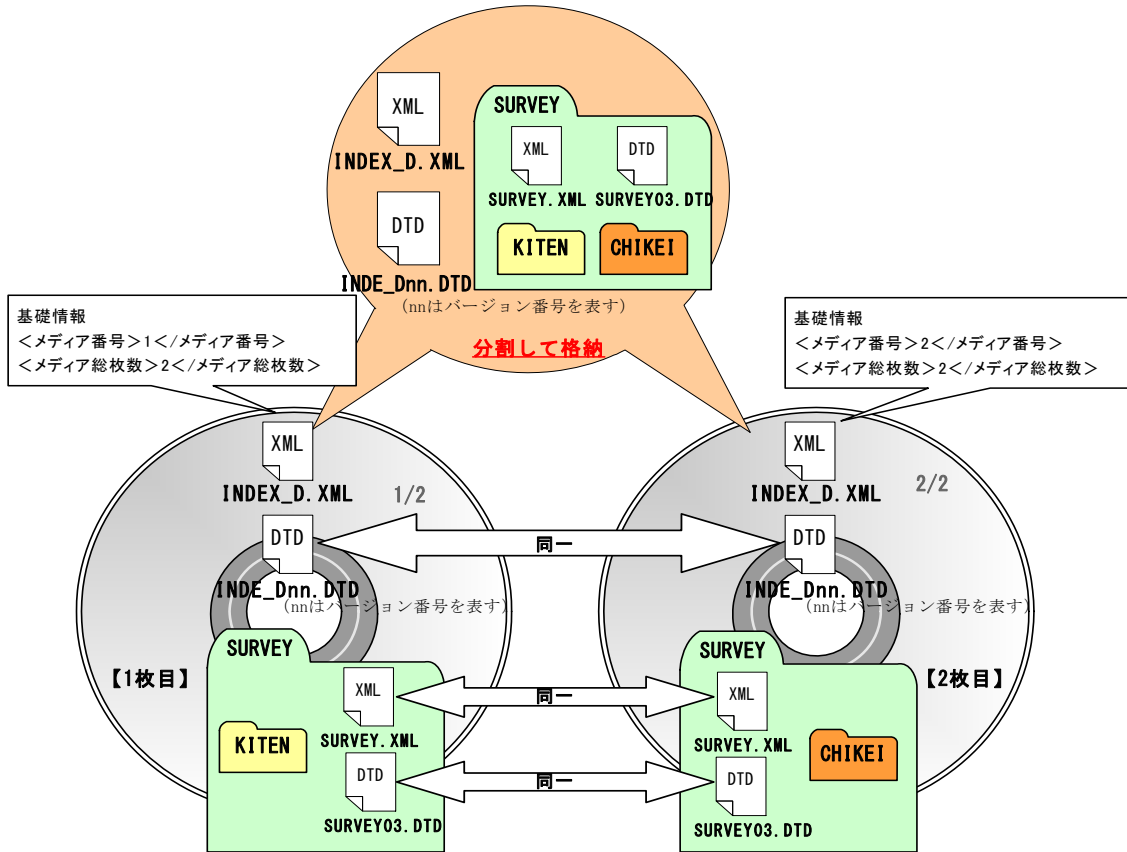 SURVEY
XML
INDEX_D.XML
XML
SURVEY.XML
DTD
SURVEY03.DTD
DTD
INDE_Dnn.DTD
(nnはバージョン番号を表す)
KITEN
CHIKEI
分割して格納
基礎情報
<メディア番号>1</メディア番号>
<メディア総枚数>2</メディア総枚数>
基礎情報
<メディア番号>2</メディア番号>
<メディア総枚数>2</メディア総枚数>
XML
INDEX_D.XML
1/2
DTD
INDE_Dnn.DTD
(nnはバージョン番号を表す)
同一
XML
INDEX_D.XML
2/2
DTD
INDE_Dnn.DTD
(nnはバージョン番号を表す)
【1枚目】
SURVEY
KITEN
XML
SURVEY.XML
DTD
SURVEY03.DTD
同一
同一
SURVEY
XML
SURVEY.XML
DTD
SURVEY03.DTD
CHIKEI
【2枚目】